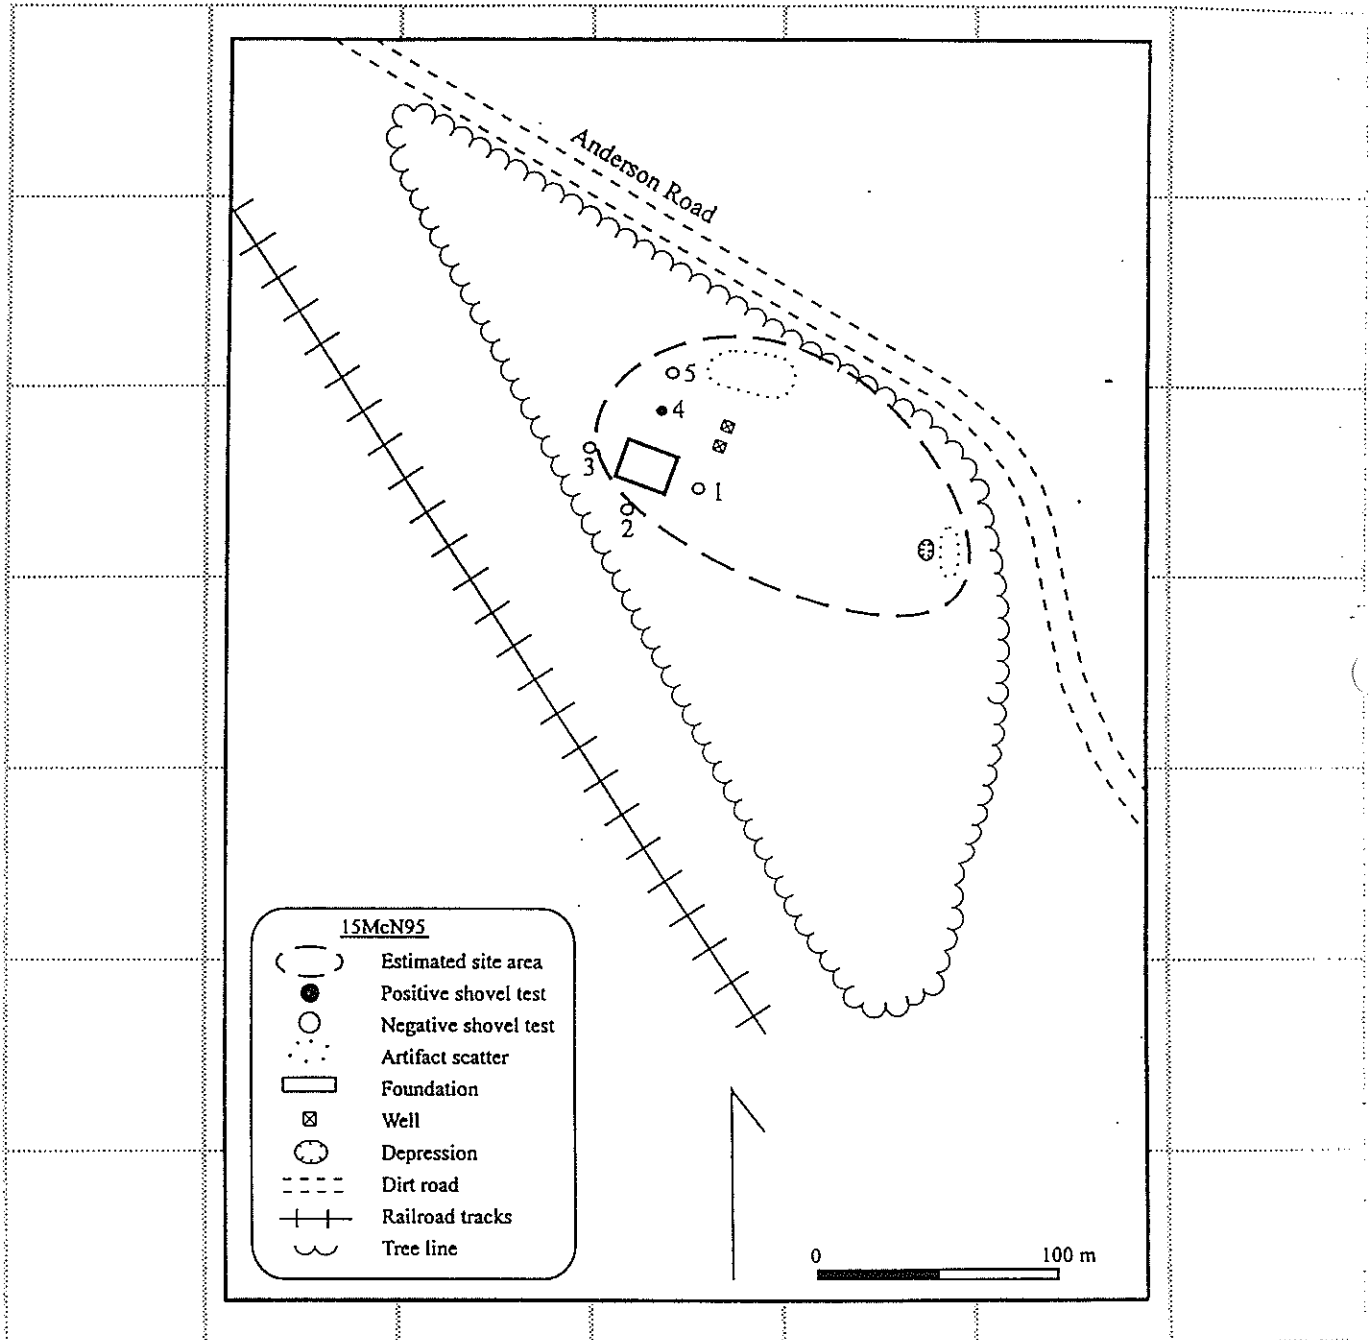 Anderson Road
5
4
3
1
2
15McN95
Estimated site area
Positive shovel test
Negative shovel test
Artifact scatter
Foundation
Well
Depression
Dirt road
Railroad tracks
Tree line
0 100 m